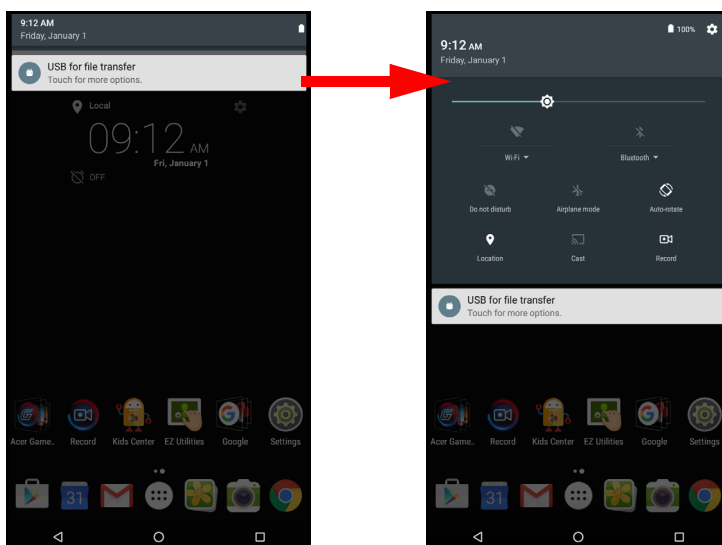 9:12 AM
Friday, January 1
USB for file transfer
Touch for more options.
Local
09:12 AM
Fri, January 1
OFF
Acer Game.. Record Kids Center EZ Utilities Google Settings
31
100%
9:12 AM
Friday, January 1
Wi-Fi Bluetooth
Do not disturb Airplane mode Auto-rotate
Location Cast Record
USB for file transfer
Touch for more options.
Acer Game.. Record Kids Center EZ Utilities Google Settings
31